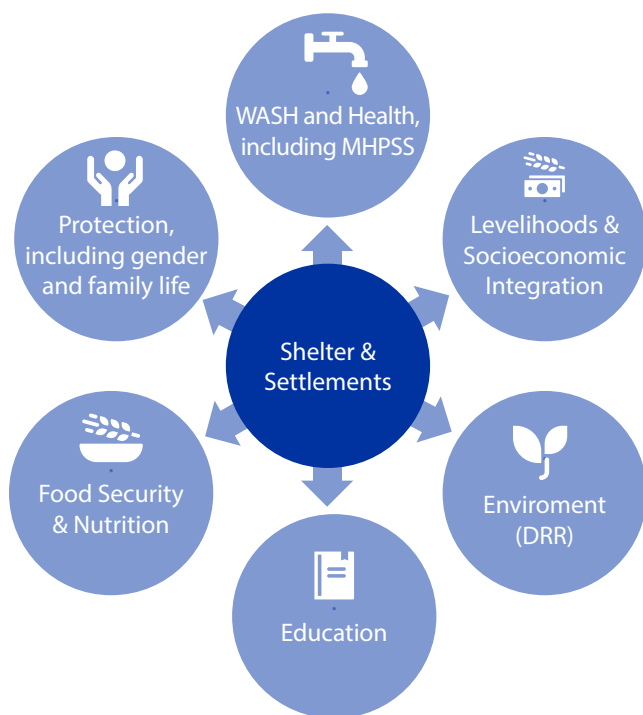 WASH and Health,
including MHPSS
Protection,
including gender
and family life
Levelihoods &
Socioeconomic
Integration
Shelter &
Settlements
Food Security
& Nutrition
Enviroment
(DRR)
Education